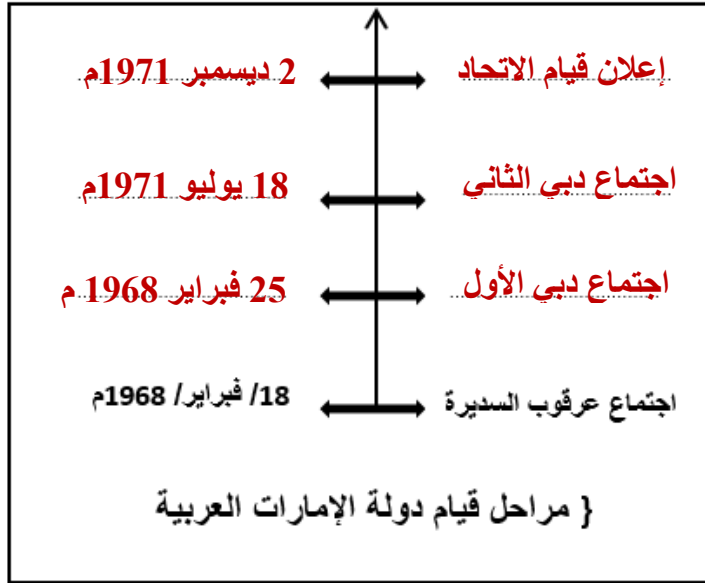 إعلان قيام الاتحاد 2 ديسمبر 1971م
اجتماع دبي الثاني 18 يوليو 1971م
اجتماع دبي الأول 25 فبراير 1968 م
اجتماع عرقوب السديرة 18/ فبراير/ 1968م
{ مراحل قيام دولة الإمارات العربية